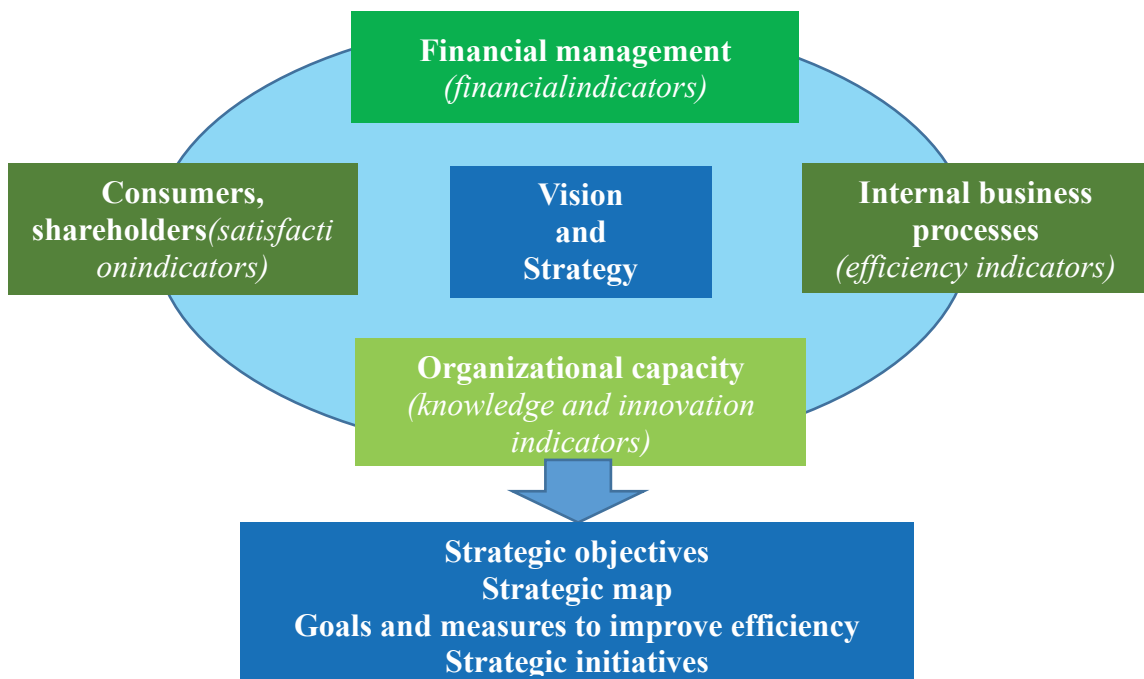 Financial management
(financialindicators)
Consumers,
shareholders(satisfacti
onindicators)
Vision
and
Strategy
Internal business
processes
(efficiency indicators)
Organizational capacity
(knowledge and innovation
indicators)
Strategic objectives
Strategic map
Goals and measures to improve efficiency
Strategic initiatives